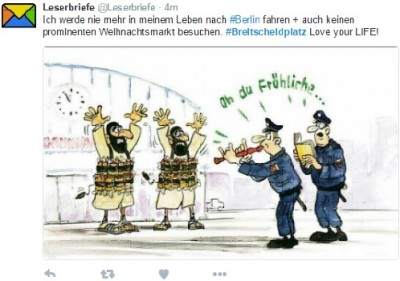 Leserbriefe @Leserbriefe · 4m
Ich werde nie mehr in meinem Leben nach #Berlin fahren + auch keinen
prominenten Weihnachtsmarkt besuchen. #Breitscheidplatz Love your LIFE!
Oh du Fröhliche...